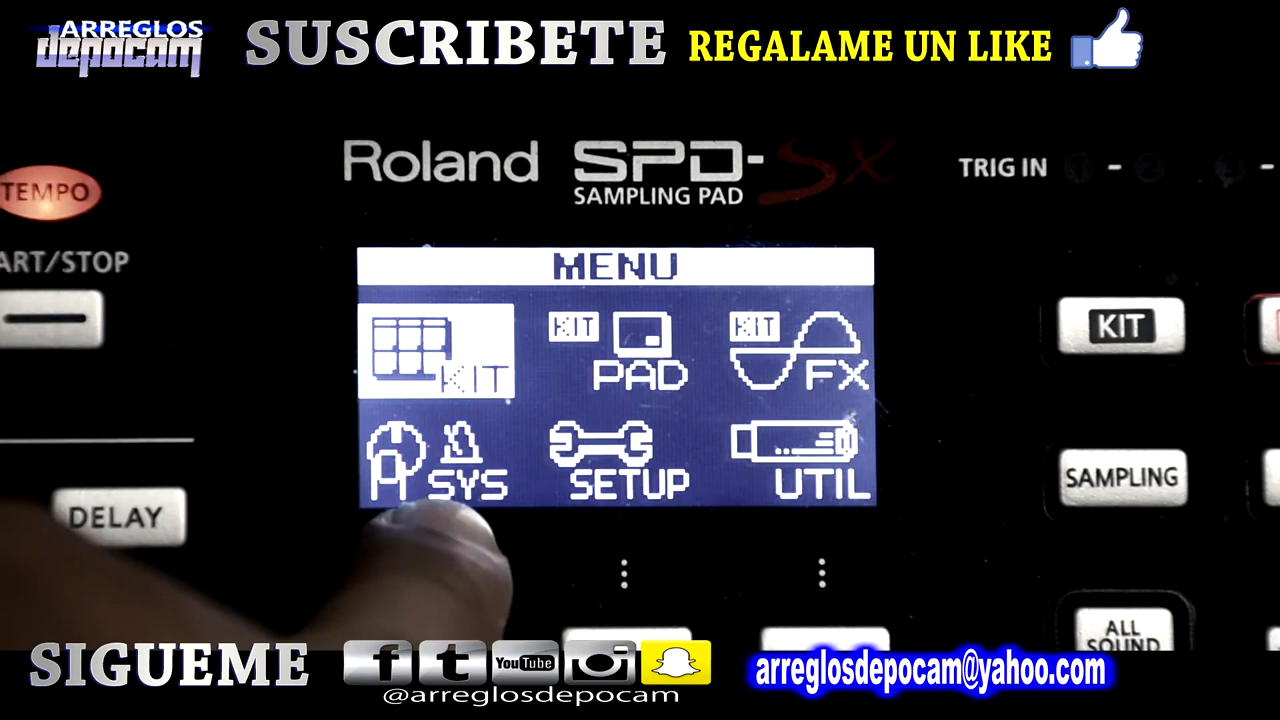 ARREGLOS
depocam
SUSCRIBETE
REGALAME UN LIKE
Roland
SPD-SX
SAMPLING PAD
TRIG IN
-
-
TEMPO
ART/STOP
MENU
KIT
KIT
PAD
KIT
FX
SYS
SETUP
UTIL
KIT
SAMPLING
DELAY
ALL
SOUND
SIGUEME
f
t
YouTube
@arreglosdepocam
arreglosdepocam@yahoo.com